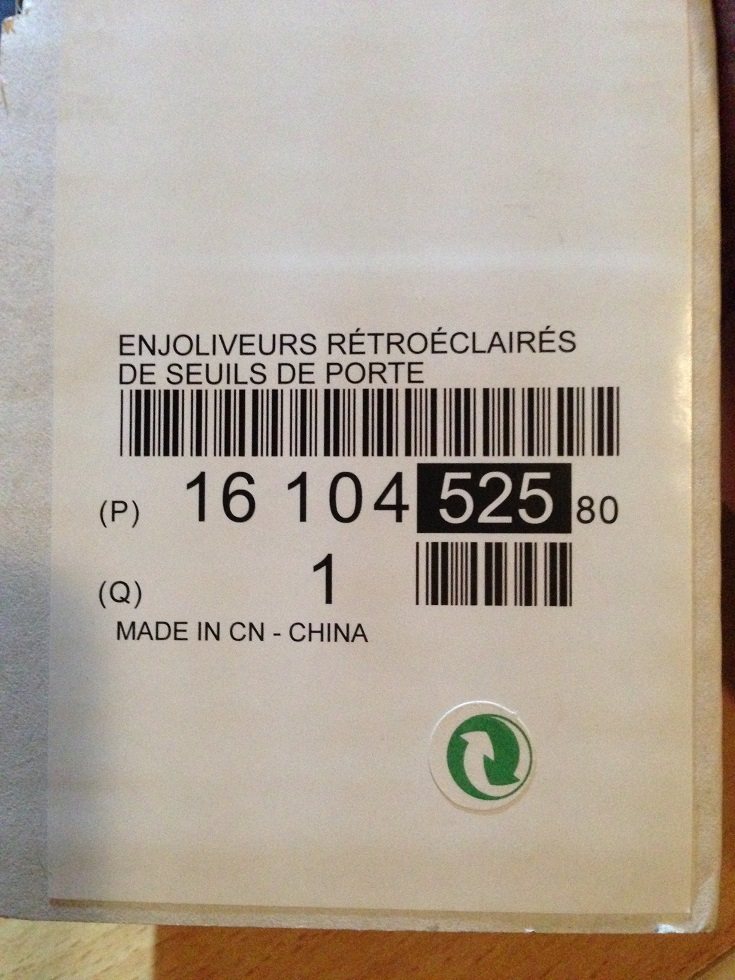 ENJOLIVEURS RÉTROÉCLAIRÉS
DE SEUILS DE PORTE
(P) 16 104 525 80
(Q) 1
MADE IN CN - CHINA